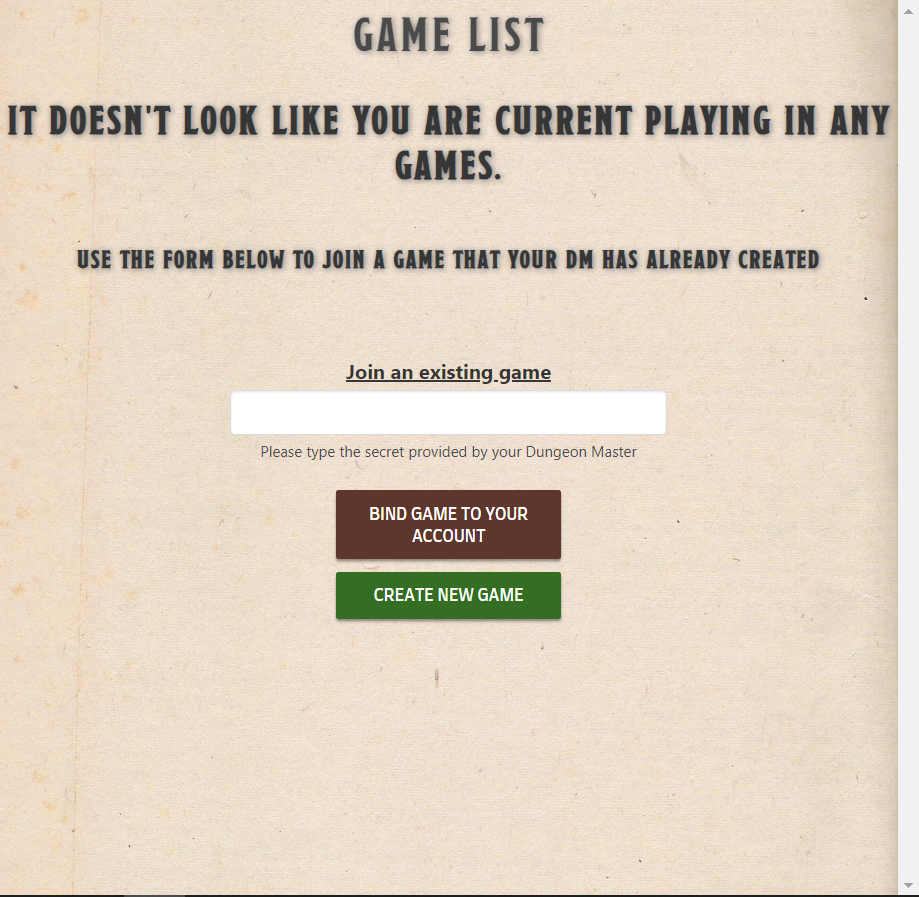 GAME LIST
IT DOESN'T LOOK LIKE YOU ARE CURRENT PLAYING IN ANY
GAMES.
USE THE FORM BELOW TO JOIN A GAME THAT YOUR DM HAS ALREADY CREATED
Join an existing game
Please type the secret provided by your Dungeon Master
BIND GAME TO YOUR
ACCOUNT
CREATE NEW GAME